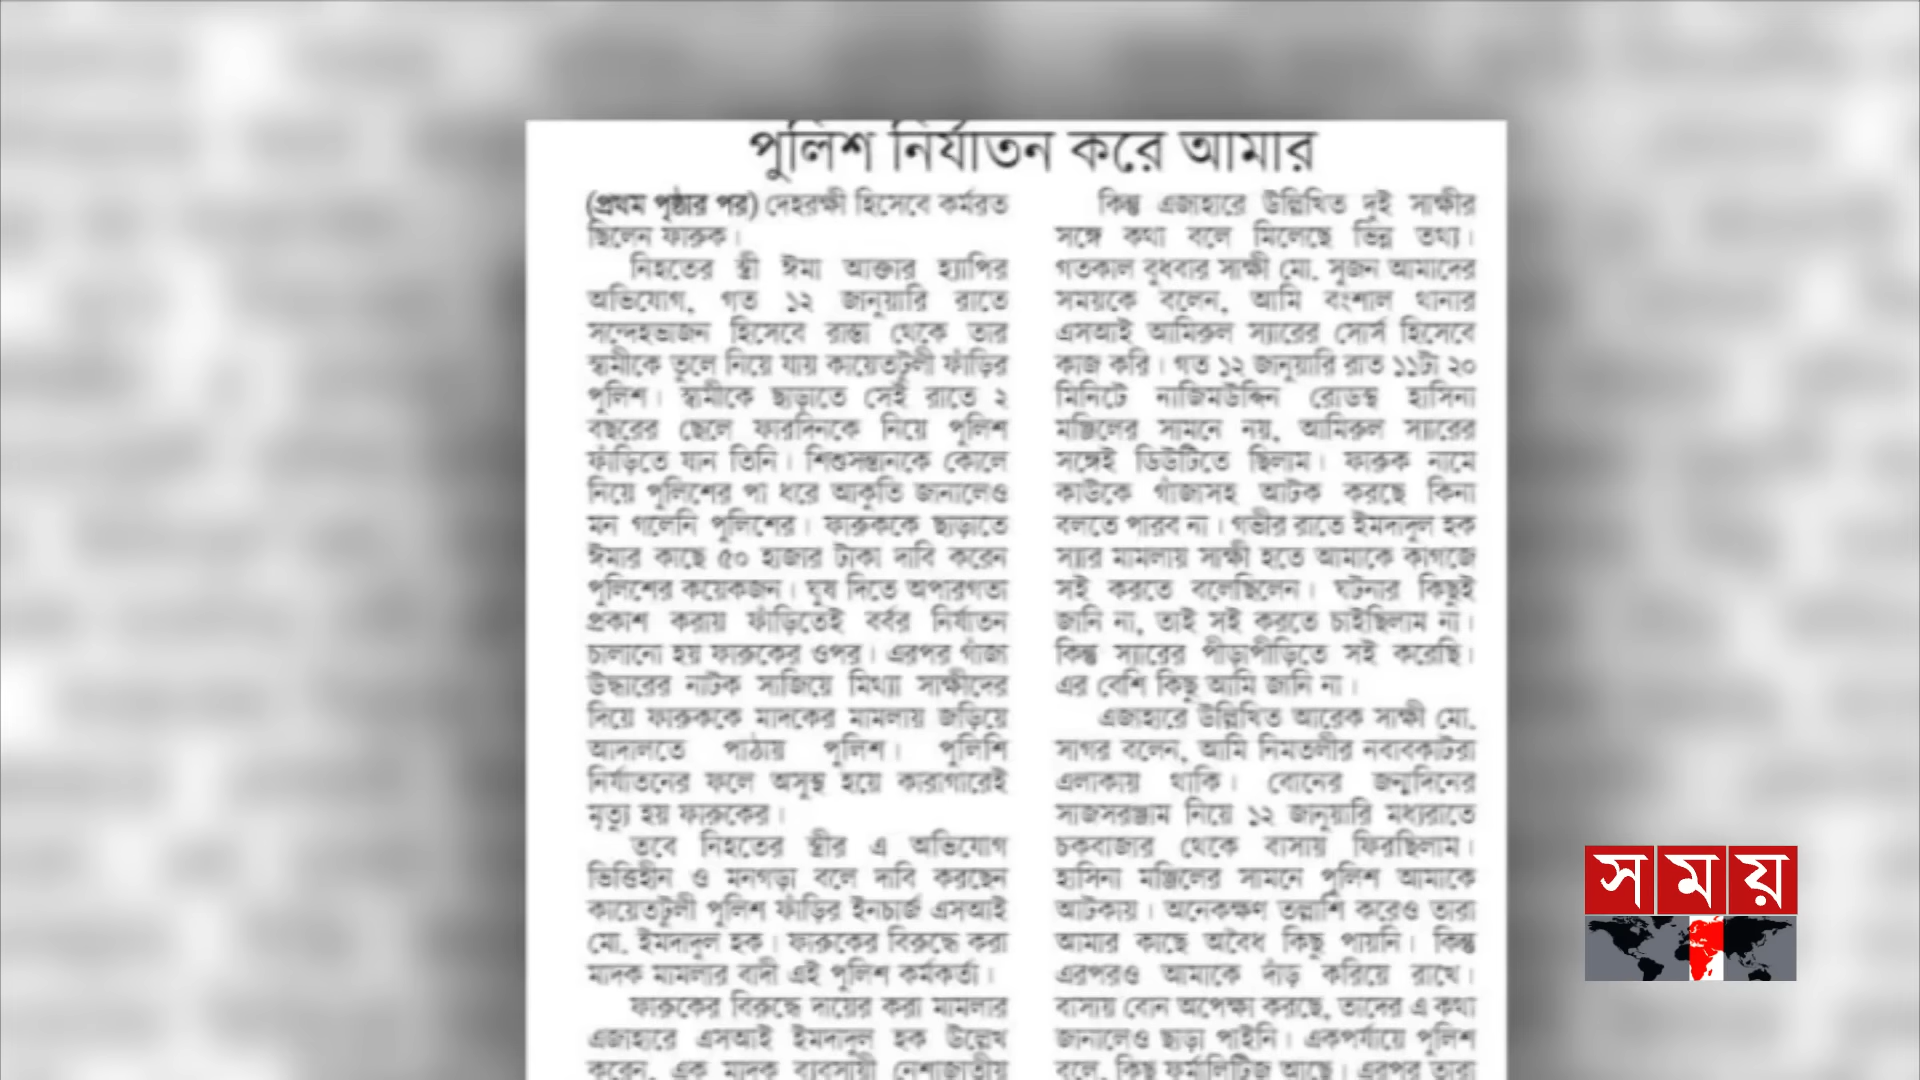 পুলিশ নির্যাতন করে আমার
(প্রথম পৃষ্ঠার পর) দেহরক্ষী হিসেবে কর্মরত
ছিলেন ফারুক।
নিহতের স্ত্রী ঈমা আক্তার হ্যাপির
অভিযোগ, গত ১২ জানুয়ারি রাতে
সন্দেহভাজন হিসেবে রাস্তা থেকে তার
স্বামীকে তুলে নিয়ে যায় কায়েতটুলী ফাঁড়ির
পুলিশ। স্বামীকে ছাড়াতে সেই রাতে ২
বছরের ছেলে ফারদিনকে নিয়ে পুলিশ
ফাঁড়িতে যান তিনি। শিশুসন্তানকে কোলে
নিয়ে পুলিশের পা ধরে আকুতি জানালেও
মন গলেনি পুলিশের। ফারুককে ছাড়াতে
ঈমার কাছে ৫০ হাজার টাকা দাবি করেন
পুলিশের কয়েকজন। ঘুষ দিতে অপারগতা
প্রকাশ করায় ফাঁড়িতেই বর্বর নির্যাতন
চালানো হয় ফারুকের ওপর। এরপর গাঁজা
উদ্ধারের নাটক সাজিয়ে মিথ্যা সাক্ষীদের
দিয়ে ফারুককে মাদকের মামলায় জড়িয়ে
আদালতে পাঠায় পুলিশ। পুলিশি
নির্যাতনের ফলে অসুস্থ হয়ে কারাগারেই
মৃত্যু হয় ফারুকের।
তবে নিহতের স্ত্রীর এ অভিযোগ
ভিত্তিহীন ও মনগড়া বলে দাবি করছেন
কায়েতটুলী পুলিশ ফাঁড়ির ইনচার্জ এসআই
মো. ইমদাদুল হক। ফারুকের বিরুদ্ধে করা
মাদক মামলার বাদী এই পুলিশ কর্মকর্তা।
ফারুকের বিরুদ্ধে দায়ের করা মামলার
এজাহারে এসআই ইমদাদুল হক উল্লেখ
করেন, এক মাদক ব্যবসায়ী নেশাজাতীয়
কিন্তু এজাহারে উল্লিখিত দুই সাক্ষীর
সঙ্গে কথা বলে মিলেছে ভিন্ন তথ্য।
গতকাল বুধবার সাক্ষী মো. সুজন আমাদের
সময়কে বলেন, আমি বংশাল থানার
এসআই আমিরুল স্যারের সোর্স হিসেবে
কাজ করি। গত ১২ জানুয়ারি রাত ১১টা ২০
মিনিটে নাজিমউদ্দিন রোডস্থ হাসিনা
মঞ্জিলের সামনে নয়, আমিরুল স্যারের
সঙ্গেই ডিউটিতে ছিলাম। ফারুক নামে
কাউকে গাঁজাসহ আটক করছে কিনা
বলতে পারব না। গভীর রাতে ইমদাদুল হক
স্যার মামলায় সাক্ষী হতে আমাকে কাগজে
সই করতে বলেছিলেন। ঘটনার কিছুই
জানি না, তাই সই করতে চাইছিলাম না।
কিন্তু স্যারের পীড়াপীড়িতে সই করেছি।
এর বেশি কিছু আমি জানি না।
এজাহারে উল্লিখিত আরেক সাক্ষী মো.
সাগর বলেন, আমি নিমতলীর নবাবকাটরা
এলাকায় থাকি। বোনের জন্মদিনের
সাজসরঞ্জাম নিয়ে ১২ জানুয়ারি মধ্যরাতে
চকবাজার থেকে বাসায় ফিরছিলাম।
হাসিনা মঞ্জিলের সামনে পুলিশ আমাকে
আটকায়। অনেকক্ষণ তল্লাশি করেও তারা
আমার কাছে অবৈধ কিছু পায়নি। কিন্তু
এরপরও আমাকে দাঁড় করিয়ে রাখে।
বাসায় বোন অপেক্ষা করছে, তাদের এ কথা
জানালেও ছাড়া পাইনি। একপর্যায়ে পুলিশ
বলে, কিছু ফর্মালিটিজ আছে। এরপর তারা
সময়